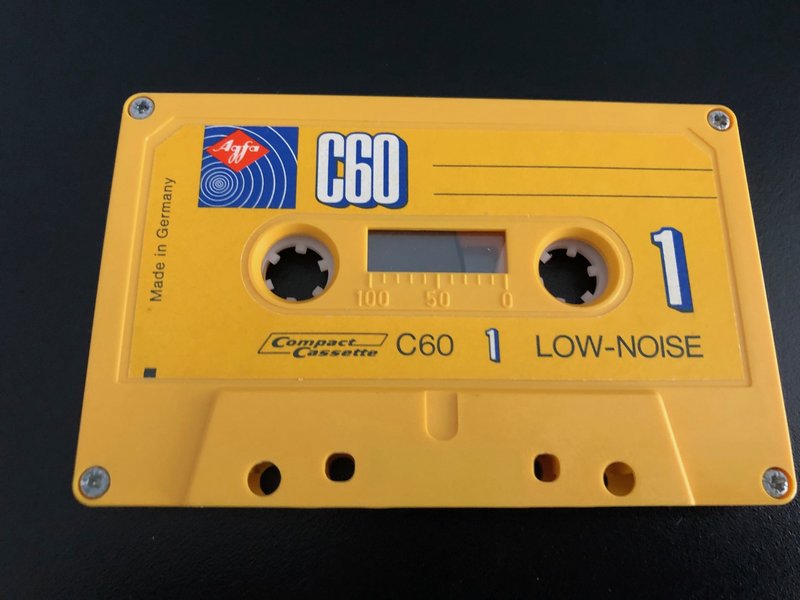 Agfa
C60
Made in Germany
1
100 50 0
Compact Cassette C60 1 LOW-NOISE